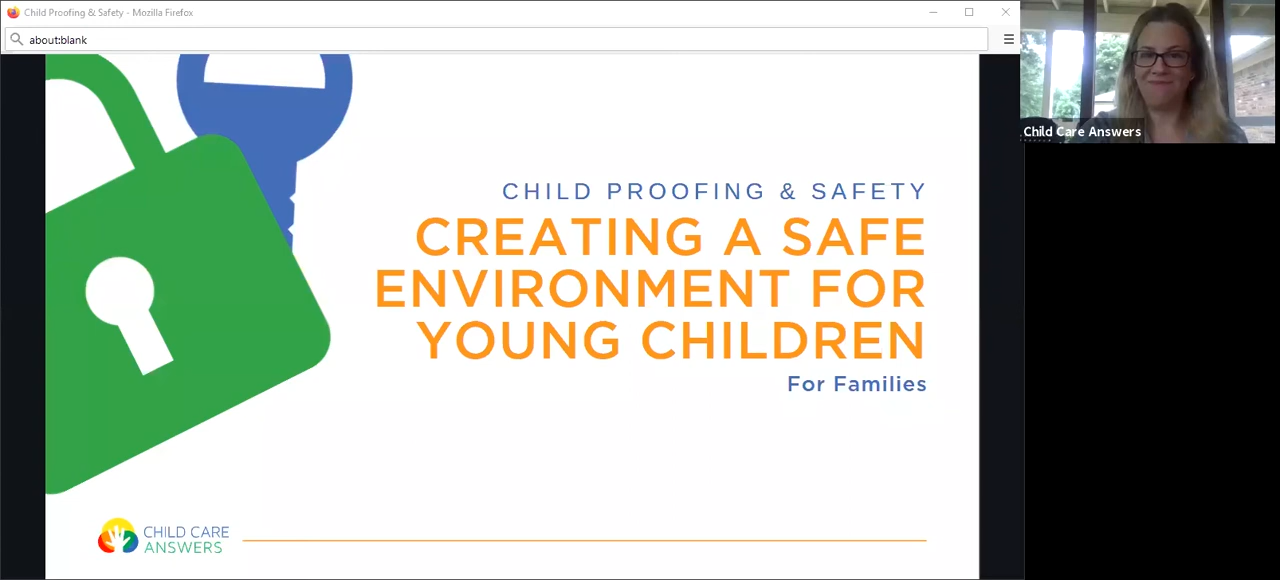 Child Proofing & Safety - Mozilla Firefox
about:blank
Child Care Answers
CHILD PROOFING & SAFETY
CREATING A SAFE
ENVIRONMENT FOR
YOUNG CHILDREN
For Families
CHILD CARE
ANSWERS